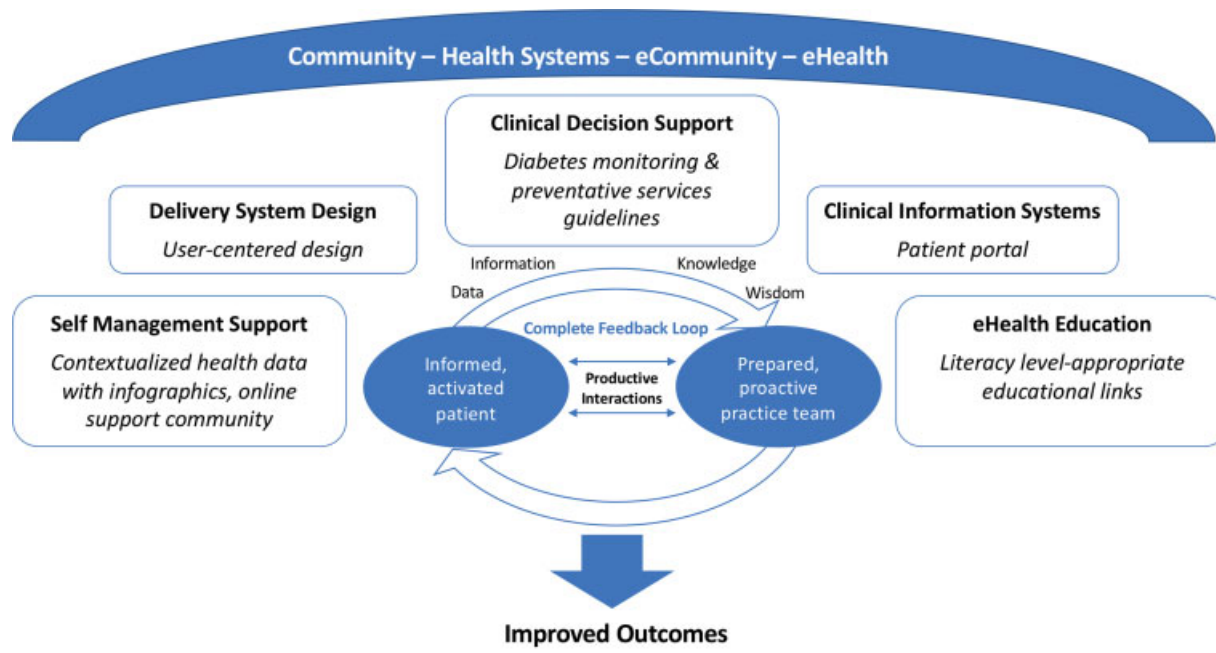 Community – Health Systems – eCommunity – eHealth
Clinical Decision Support
Diabetes monitoring &
preventative services
guidelines
Delivery System Design
User-centered design
Clinical Information Systems
Patient portal
Self Management Support
Contextualized health data
with infographics, online
support community
eHealth Education
Literacy level-appropriate
educational links
Data
Information
Knowledge
Wisdom
Complete Feedback Loop
Informed,
activated
patient
Productive
Interactions
Prepared,
proactive
practice team
Improved Outcomes